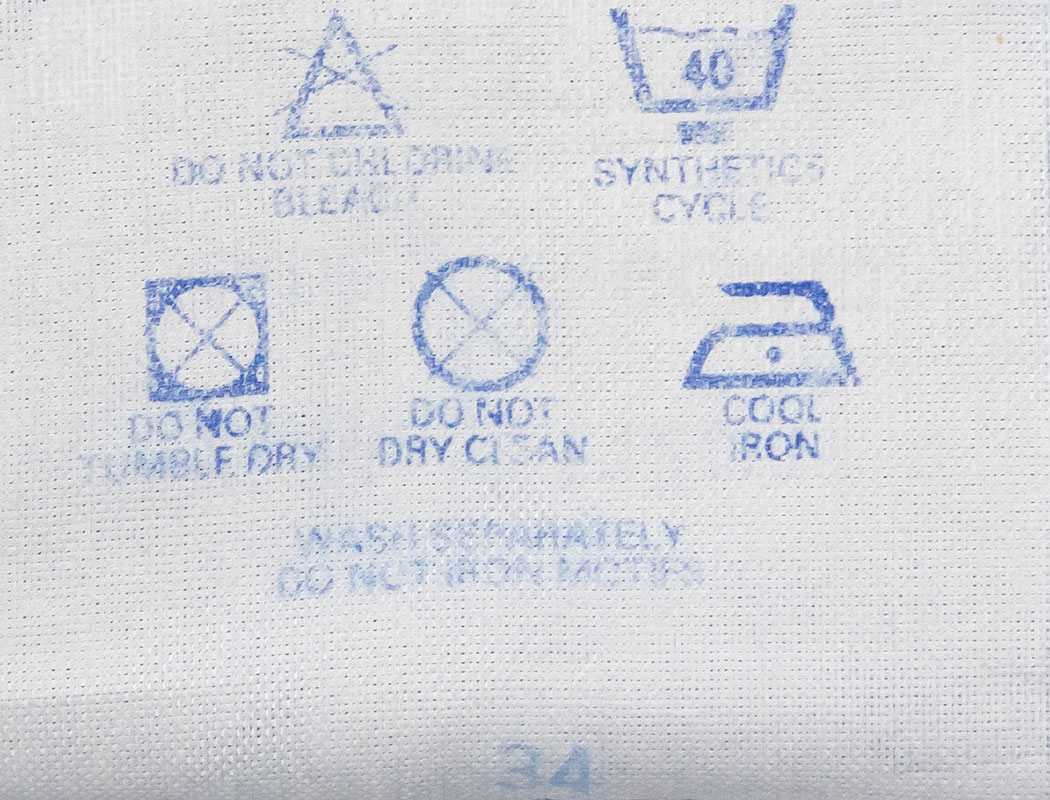 40
DO NOT CHLORINE
BLEACH
SYNTHETICS
CYCLE
DO NOT
TUMBLE DRY
DO NOT
DRY CLEAN
COOL
IRON
WASH SEPARATELY
DO NOT IRON MOTIFS
34